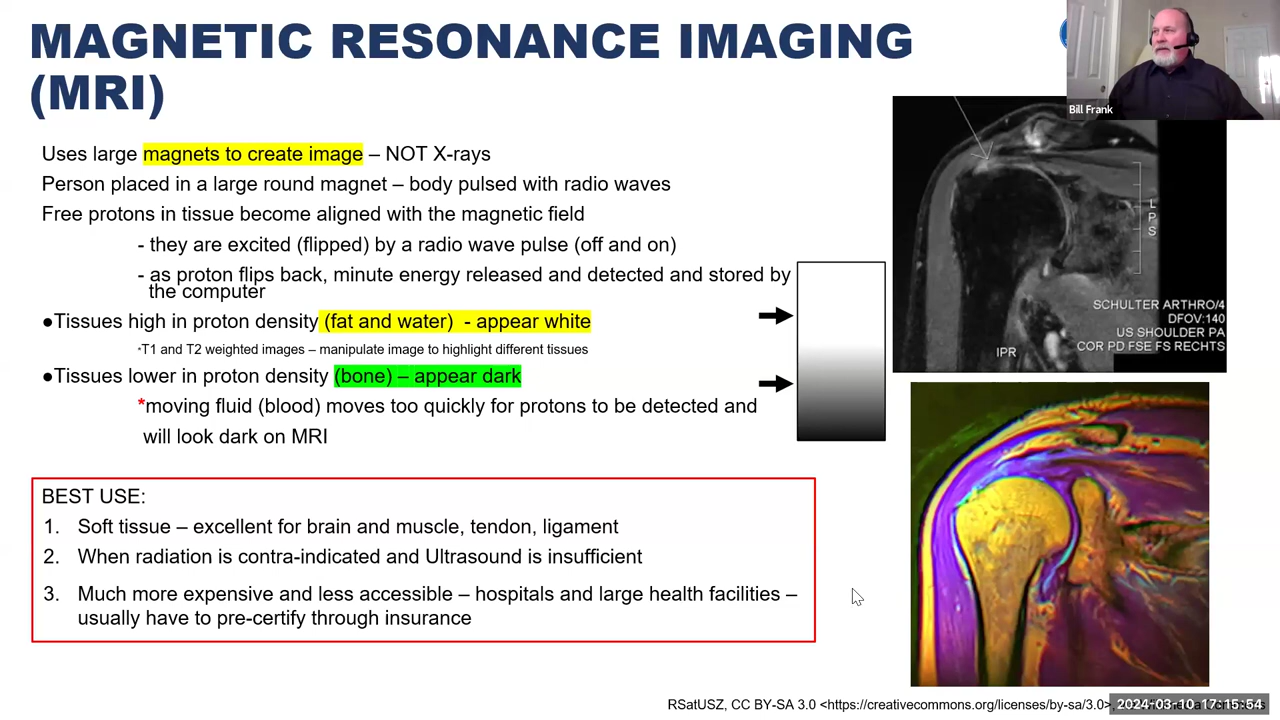 MAGNETIC RESONANCE IMAGING
(MRI)
Bill Frank
Uses large magnets to create image – NOT X-rays
Person placed in a large round magnet – body pulsed with radio waves
Free protons in tissue become aligned with the magnetic field
- they are excited (flipped) by a radio wave pulse (off and on)
- as proton flips back, minute energy released and detected and stored by
the computer
●Tissues high in proton density (fat and water) - appear white
*T1 and T2 weighted images – manipulate image to highlight different tissues
●Tissues lower in proton density (bone) – appear dark
*moving fluid (blood) moves too quickly for protons to be detected and
will look dark on MRI
L
P
S
SCHULTER ARTHRO/4
DFOV:140
US SHOULDER PA
COR PD FSE FS RECHTS
IPR
BEST USE:
1. Soft tissue – excellent for brain and muscle, tendon, ligament
2. When radiation is contra-indicated and Ultrasound is insufficient
3. Much more expensive and less accessible – hospitals and large health facilities –
usually have to pre-certify through insurance
RSatUSZ, CC BY-SA 3.0 <https://creativecommons.org/licenses/by-sa/3.0>,
2024-03-10 17:15:54